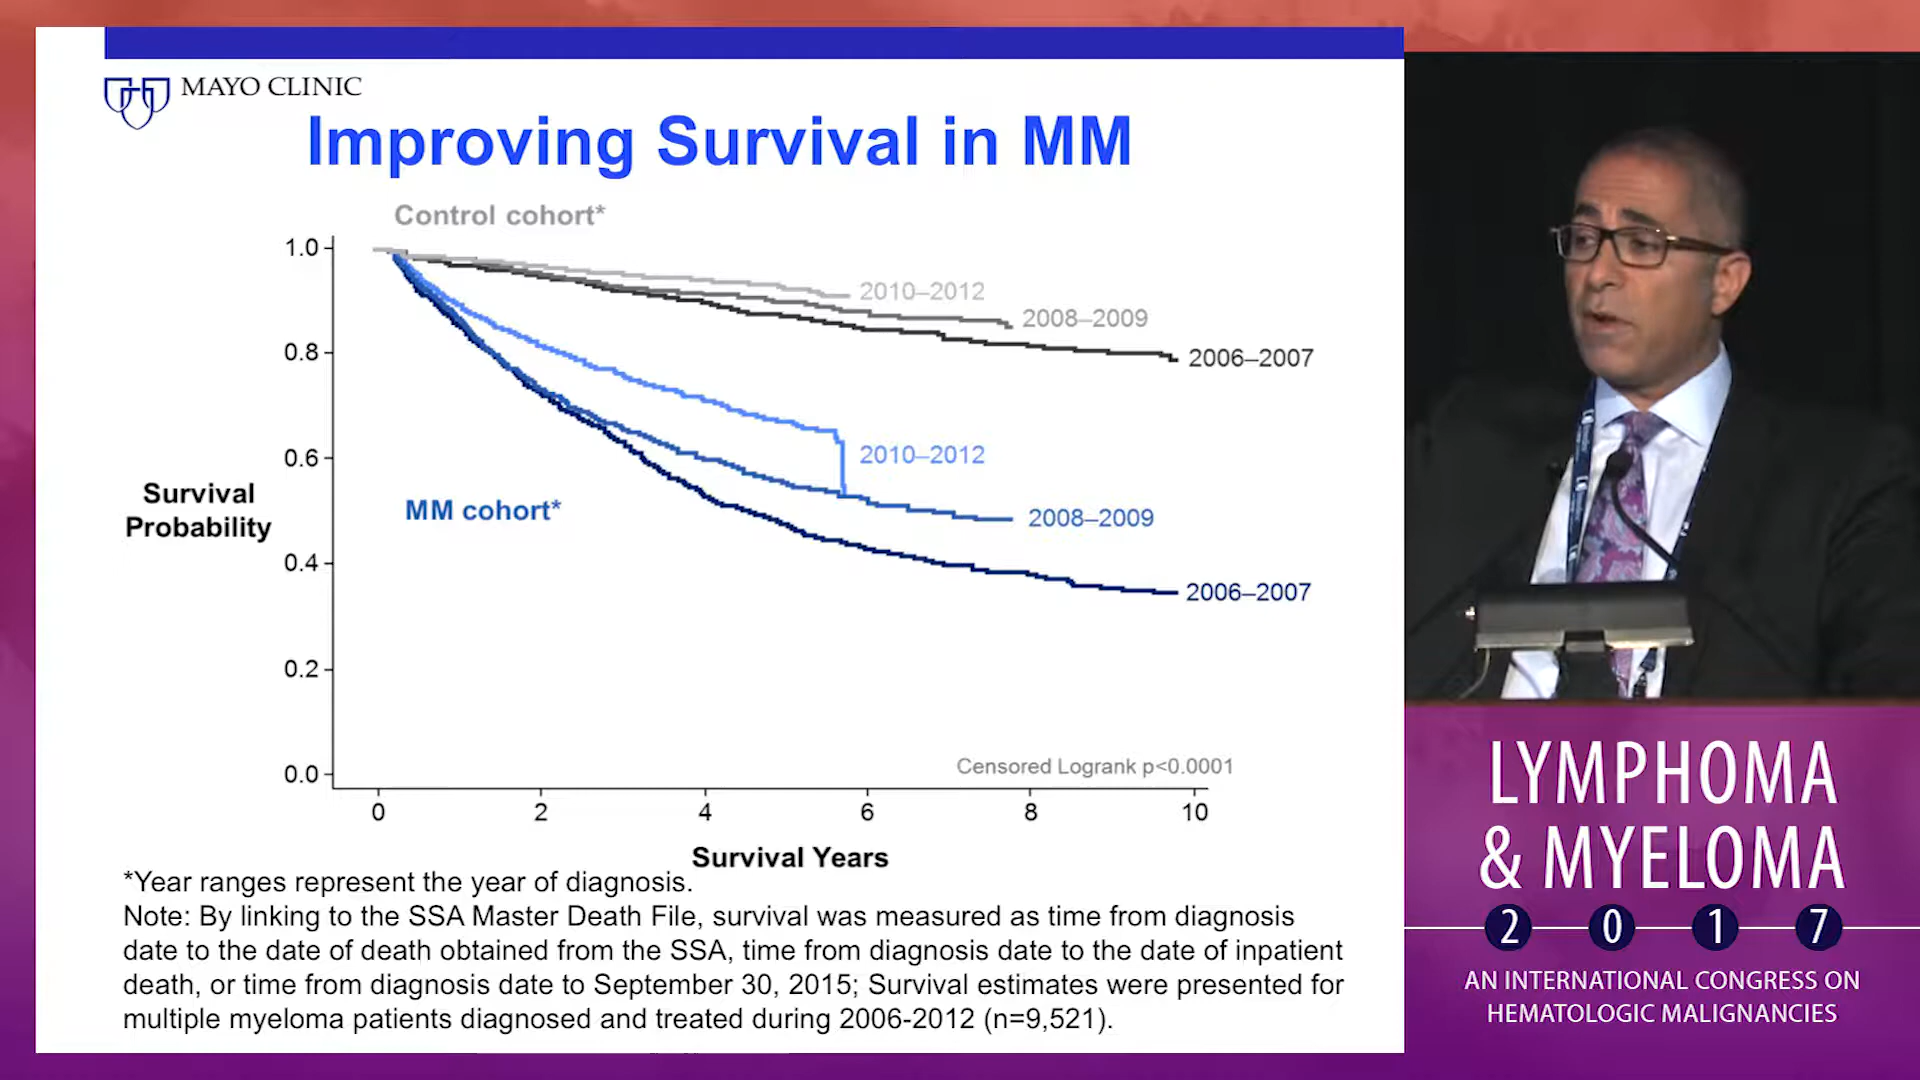 MAYO CLINIC
Improving Survival in MM
Control cohort*
1.0
2010–2012
2008–2009
0.8
2006–2007
0.6
2010–2012
Survival
Probability
MM cohort*
2008–2009
0.4
2006–2007
0.2
Censored Logrank p<0.0001
0.0
0 2 4 6 8 10
Survival Years
*Year ranges represent the year of diagnosis.
Note: By linking to the SSA Master Death File, survival was measured as time from diagnosis
date to the date of death obtained from the SSA, time from diagnosis date to the date of inpatient
death, or time from diagnosis date to September 30, 2015; Survival estimates were presented for
multiple myeloma patients diagnosed and treated during 2006-2012 (n=9,521).
LYMPHOMA
& MYELOMA
2 0 1 7
AN INTERNATIONAL CONGRESS ON
HEMATOLOGIC MALIGNANCIES